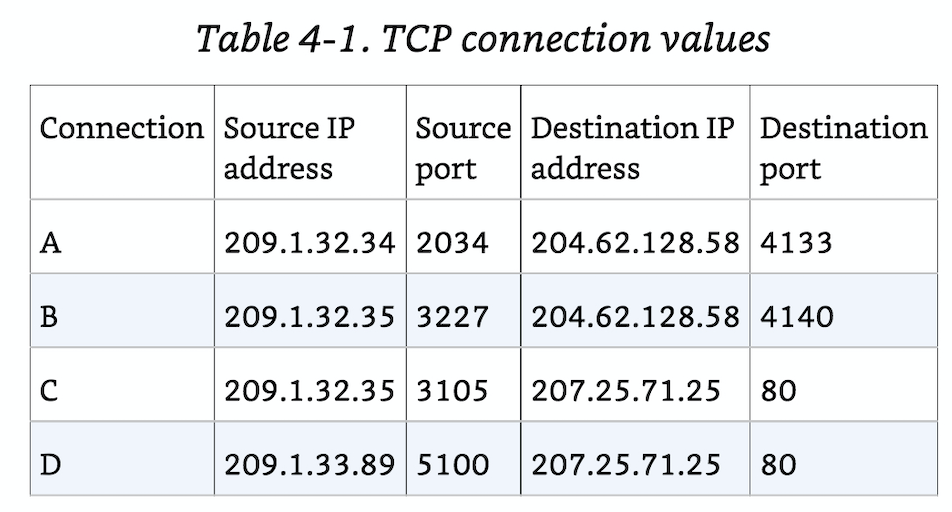 Table 4-1. TCP connection values
Connection Source IP address Source port Destination IP address Destination port
A 209.1.32.34 2034 204.62.128.58 4133
B 209.1.32.35 3227 204.62.128.58 4140
C 209.1.32.35 3105 207.25.71.25 80
D 209.1.33.89 5100 207.25.71.25 80